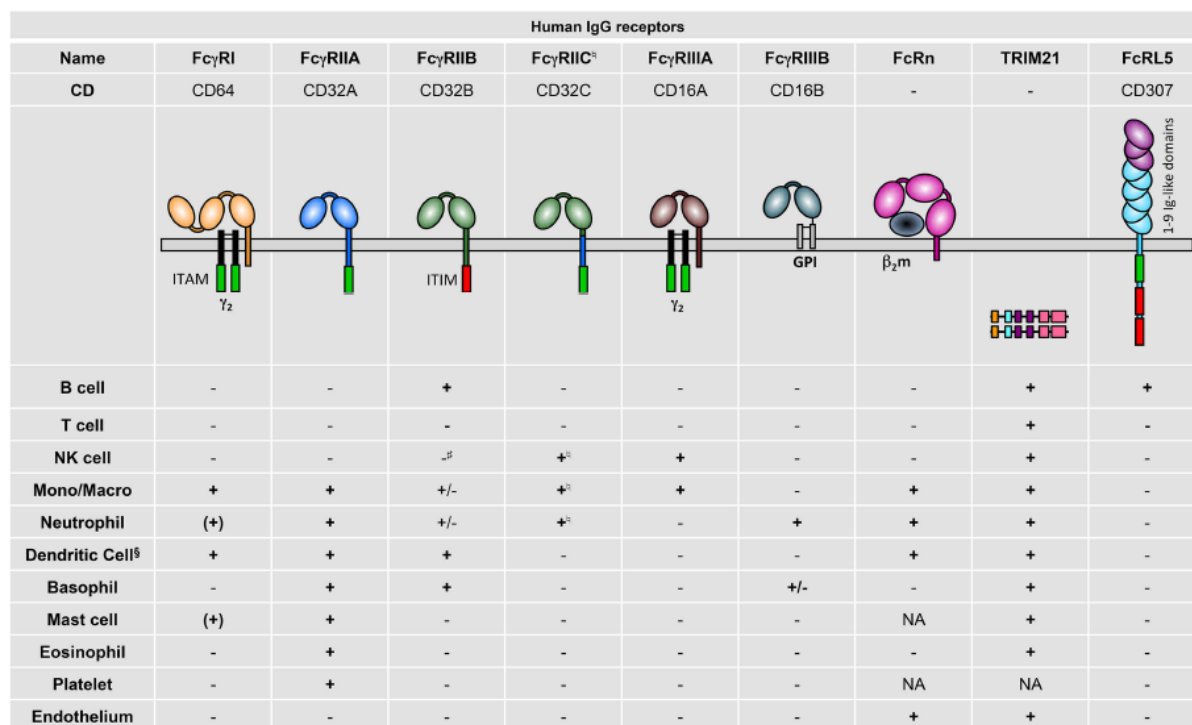 Human IgG receptors
Name FcγRI FcγRIIA FcγRIIB FcγRIIC♮ FcγRIIIA FcγRIIIB FcRn TRIM21 FcRL5
CD CD64 CD32A CD32B CD32C CD16A CD16B - - CD307
1-9 Ig-like domains
ITAM γ2 ITIM γ2 GPI β2m
B cell - - + - - - - + +
T cell - - - - - - - + -
NK cell - - -♯ +♮ + - - + -
Mono/Macro + + +/- +♮ + - + + -
Neutrophil (+) + +/- +♮ - + + + -
Dendritic Cell§ + + + - - - + + -
Basophil - + + - - +/- - + -
Mast cell (+) + - - - - NA + -
Eosinophil - + - - - - - + -
Platelet - + - - - - NA NA -
Endothelium - - - - - - + + -